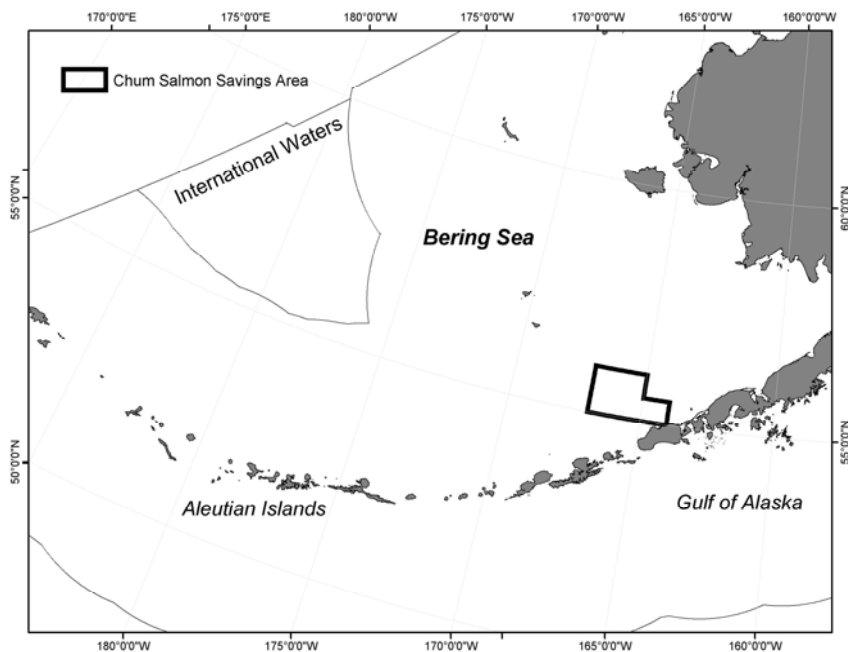 170°0'0"E 175°0'0"W 180°0'0"W 170°0'0"W 165°0'0"W 160°0'0"W
Chum Salmon Savings Area
International Waters
55°0'0"N
60°0'0"N
Bering Sea
50°0'0"N
55°0'0"N
Aleutian Islands
Gulf of Alaska
180°0'0"W 175°0'0"W 170°0'0"W 165°0'0"W 160°0'0"W